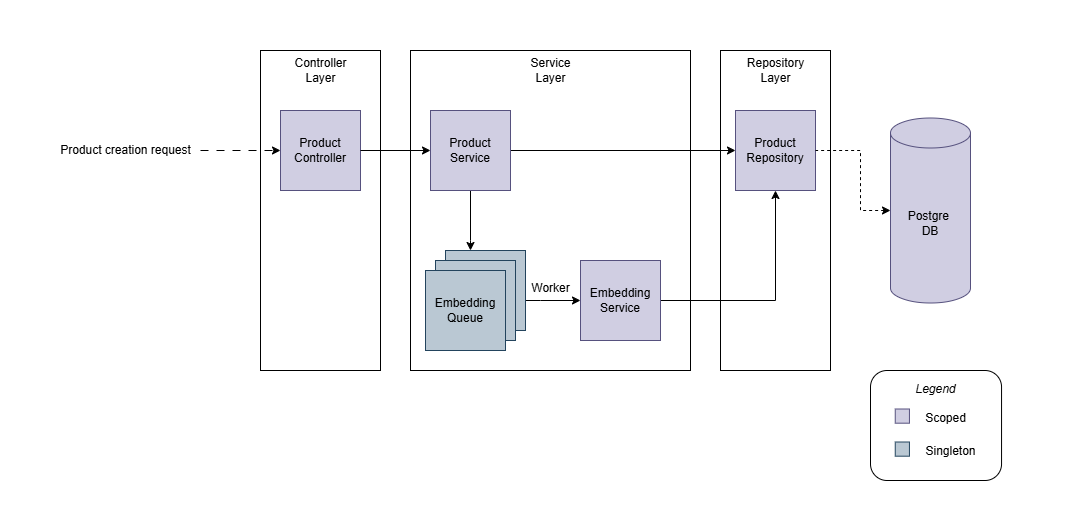 Controller
Layer
Service
Layer
Repository
Layer
Product creation request
Product
Controller
Product
Service
Product
Repository
Postgre
DB
Embedding
Queue
Worker
Embedding
Service
Legend
Scoped
Singleton